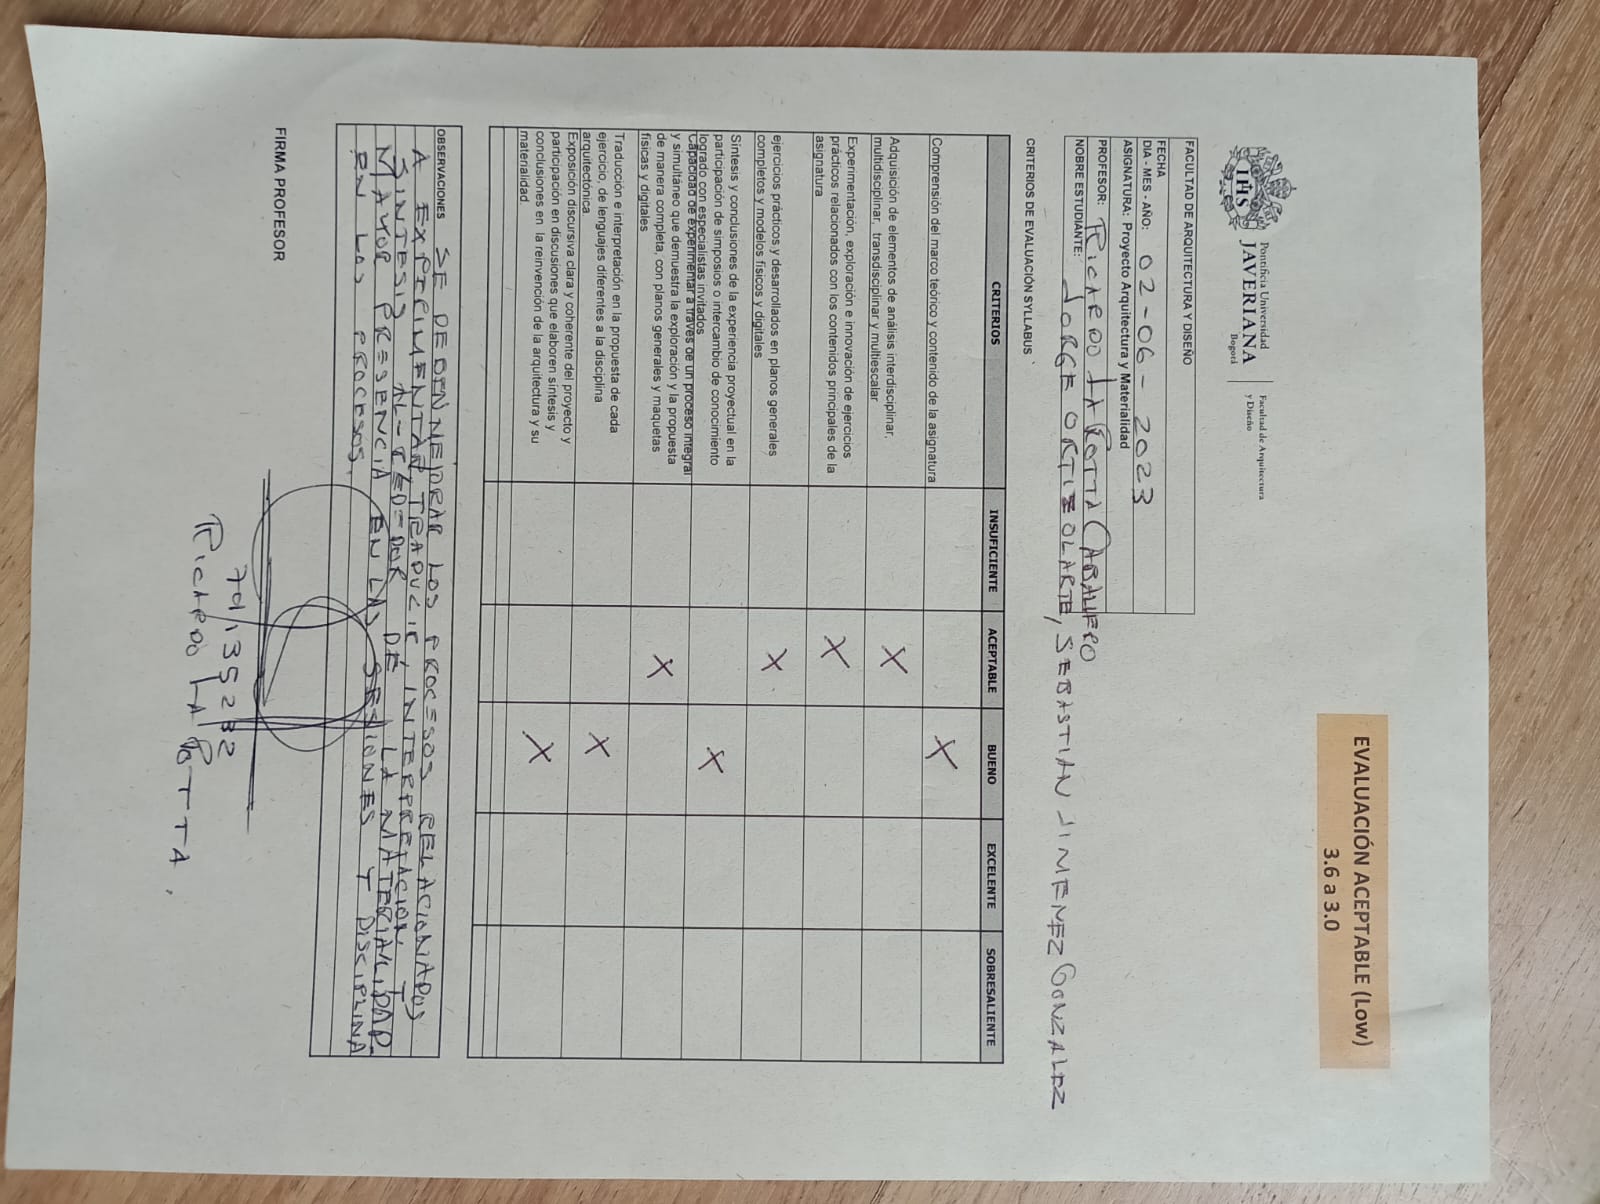 Pontificia Universidad
JAVERIANA
Bogotá
Facultad de Arquitectura
y Diseño
EVALUACIÓN ACEPTABLE (Low)
3.6 a 3.0
FACULTAD DE ARQUITECTURA Y DISEÑO
FECHA
DIA - MES - AÑO: 02-06-2023
ASIGNATURA: Proyecto Arquitectura y Materialidad
PROFESOR: RICARDO LA ROTTA CABALLERO
NOBRE ESTUDIANTE: JORGE ORTIZ OLARTE, SEBASTIAN JIMENEZ GONZALEZ
CRITERIOS DE EVALUACIÓN SYLLABUS
CRITERIOS INSUFICIENTE ACEPTABLE BUENO EXCELENTE SOBRESALIENTE
Comprensión del marco teórico y contenido de la asignatura X
Adquisición de elementos de análisis interdisciplinar,
multidisciplinar, transdisciplinar y multiescalar X
Experimentación, exploración e innovación de ejercicios
prácticos relacionados con los contenidos principales de la X
asignatura
ejercicios prácticos y desarrollados en planos generales
completos y modelos físicos y digitales X
Síntesis y conclusiones de la experiencia proyectual en la
participación de simposios o intercambio de conocimiento X
logrado con especialistas invitados
Capacidad de experimentar a través de un proceso integral
y simultáneo que demuestra la exploración y la propuesta
de manera completa, con planos generales y maquetas X
físicas y digitales
Traducción e interpretación en la propuesta de cada
ejercicio, de lenguajes diferentes a la disciplina X
arquitectónica.
Exposición discursiva clara y coherente del proyecto y
participación en discusiones que elaboren síntesis y
conclusiones en la reinvención de la arquitectura y su X
materialidad.
OBSERVACIONES SE DEBEN MEJORAR LOS PROCESOS RELACIONADOS
A EXPERIMENTAR, TRADUCIR, INTERPRETACION Y
SINTESIS AL-REDEDOR DE LA MATERIALIDAD.
MAYOR PRESENCIA EN LAS SESIONES Y DISCIPLINA
EN LOS PROCESOS.
FIRMA PROFESOR
RICARDO LA ROTTA.